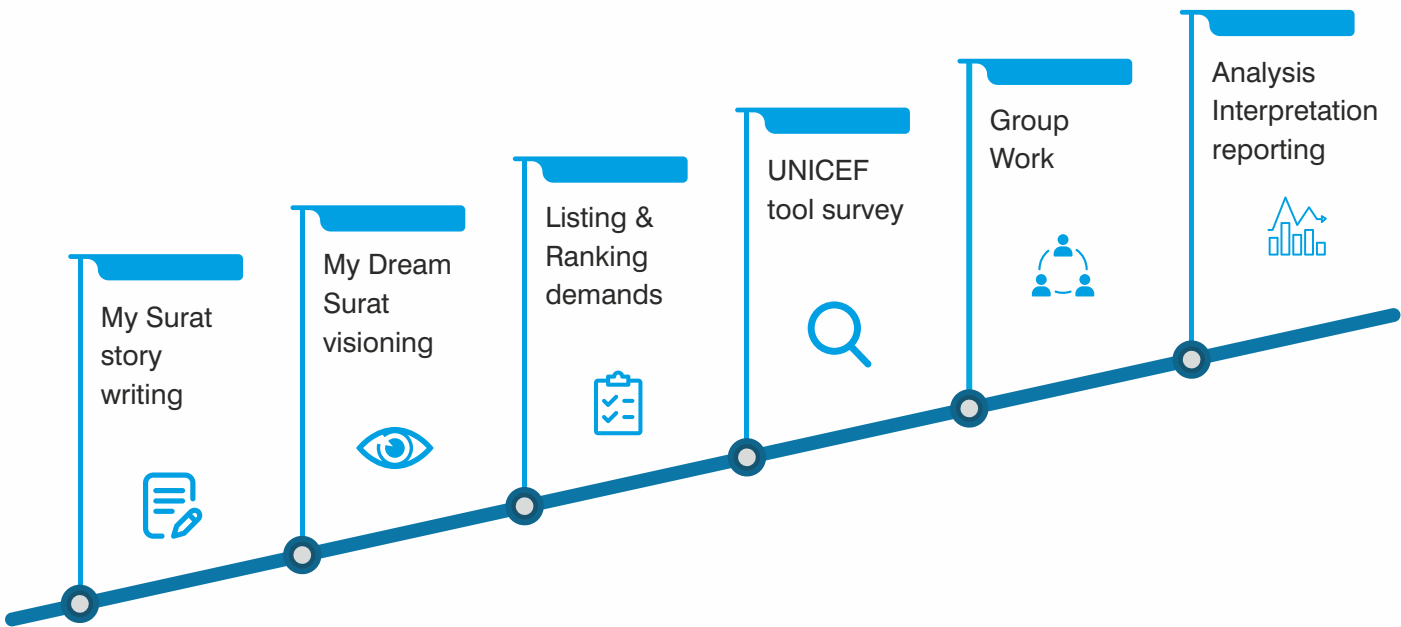 My Surat
story
writing
My Dream
Surat
visioning
Listing &
Ranking
demands
UNICEF
tool survey
Group
Work
Analysis
Interpretation
reporting